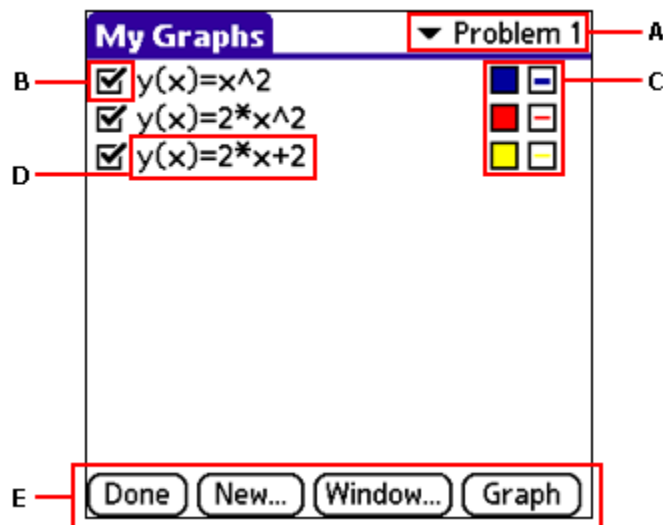 My Graphs Problem 1 A
B y(x)=x^2 C
y(x)=2*x^2
y(x)=2*x+2
D
E Done New... Window... Graph